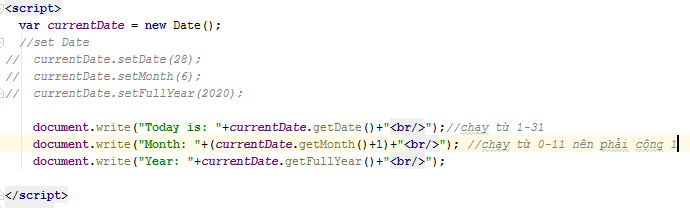 <script>
var currentDate = new Date();
//set Date
// currentDate.setDate(28);
// currentDate.setMonth(6);
// currentDate.setFullYear(2020);
document.write("Today is: "+currentDate.getDate()+"<br/>");//chạy từ 1-31
document.write("Month: "+(currentDate.getMonth()+1)+"<br/>"); //chạy từ 0-11 nên phải cộng 1
document.write("Year: "+currentDate.getFullYear()+"<br/>");
</script>